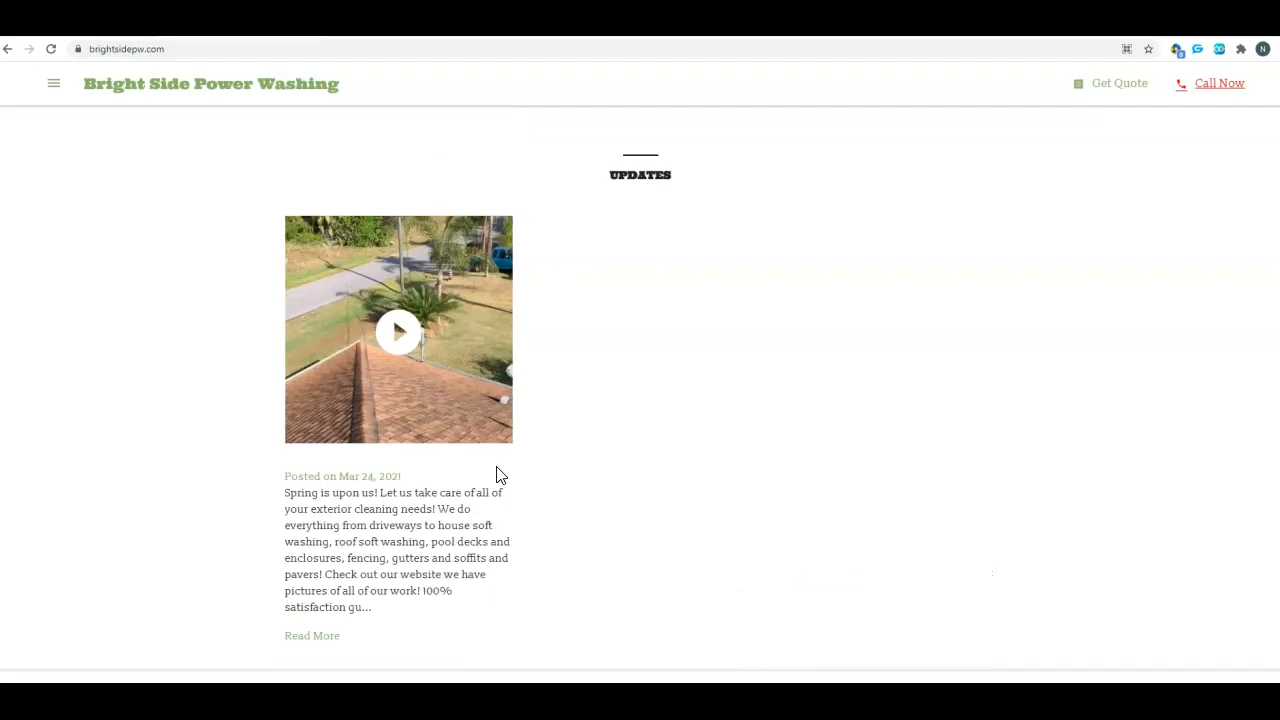 brightsidepw.com
N
Bright Side Power Washing
Get Quote
Call Now
UPDATES
Posted on Mar 24, 2021
Spring is upon us! Let us take care of all of
your exterior cleaning needs! We do
everything from driveways to house soft
washing, roof soft washing, pool decks and
enclosures, fencing, gutters and soffits and
pavers! Check out our website we have
pictures of all of our work! 100%
satisfaction gu...
Read More